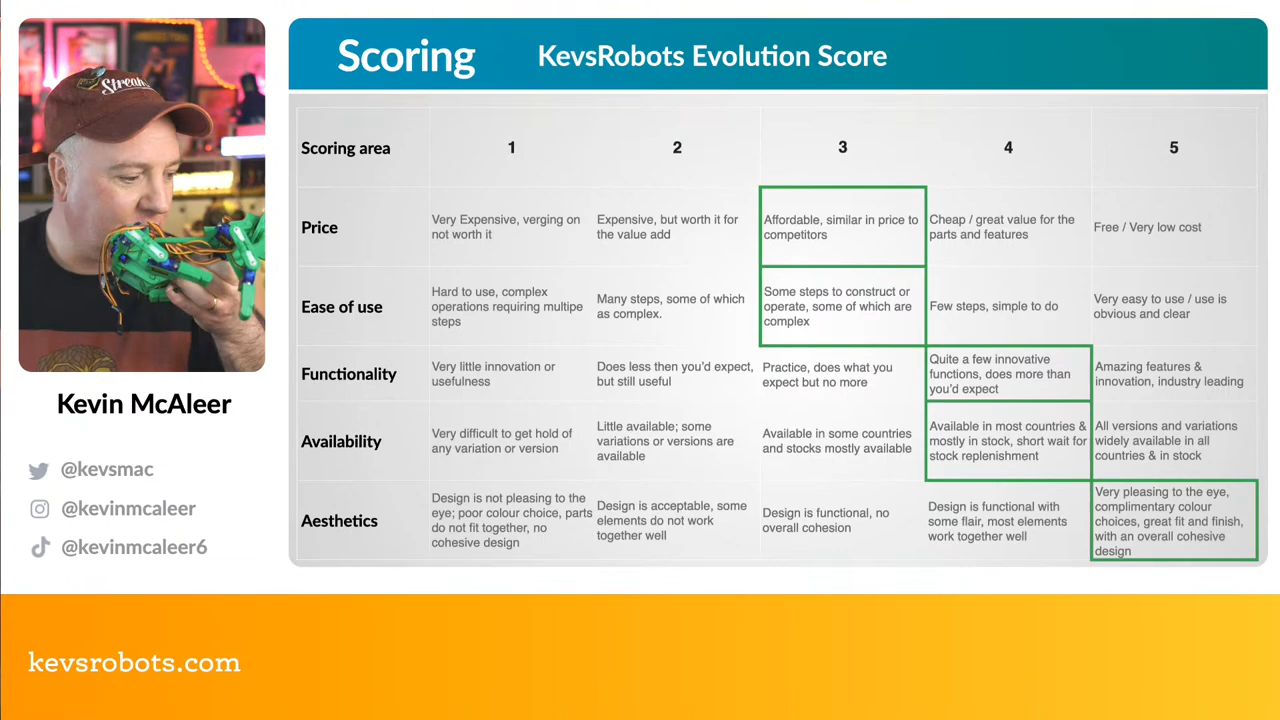 Stream
Scoring
KevsRobots Evolution Score
Scoring area
1
2
3
4
5
Price
Very Expensive, verging on
not worth it
Expensive, but worth it for
the value add
Affordable, similar in price to
competitors
Cheap / great value for the
parts and features
Free / Very low cost
Ease of use
Hard to use, complex
operations requiring multipe
steps
Many steps, some of which
as complex.
Some steps to construct or
operate, some of which are
complex
Few steps, simple to do
Very easy to use / use is
obvious and clear
Functionality
Very little innovation or
usefulness
Does less then you'd expect,
but still useful
Practice, does what you
expect but no more
Quite a few innovative
functions, does more than
you'd expect
Amazing features &
innovation, industry leading
Availability
Very difficult to get hold of
any variation or version
Little available; some
variations or versions are
available
Available in some countries
and stocks mostly available
Available in most countries &
mostly in stock, short wait for
stock replenishment
All versions and variations
widely available in all
countries & in stock
Aesthetics
Design is not pleasing to the
eye; poor colour choice, parts
do not fit together, no
cohesive design
Design is acceptable, some
elements do not work
together well
Design is functional, no
overall cohesion
Design is functional with
some flair, most elements
work together well
Very pleasing to the eye,
complimentary colour
choices, great fit and finish,
with an overall cohesive
design
Kevin McAleer
@kevsmac
@kevinmcaleer
@kevinmcaleer6
kevsrobots.com